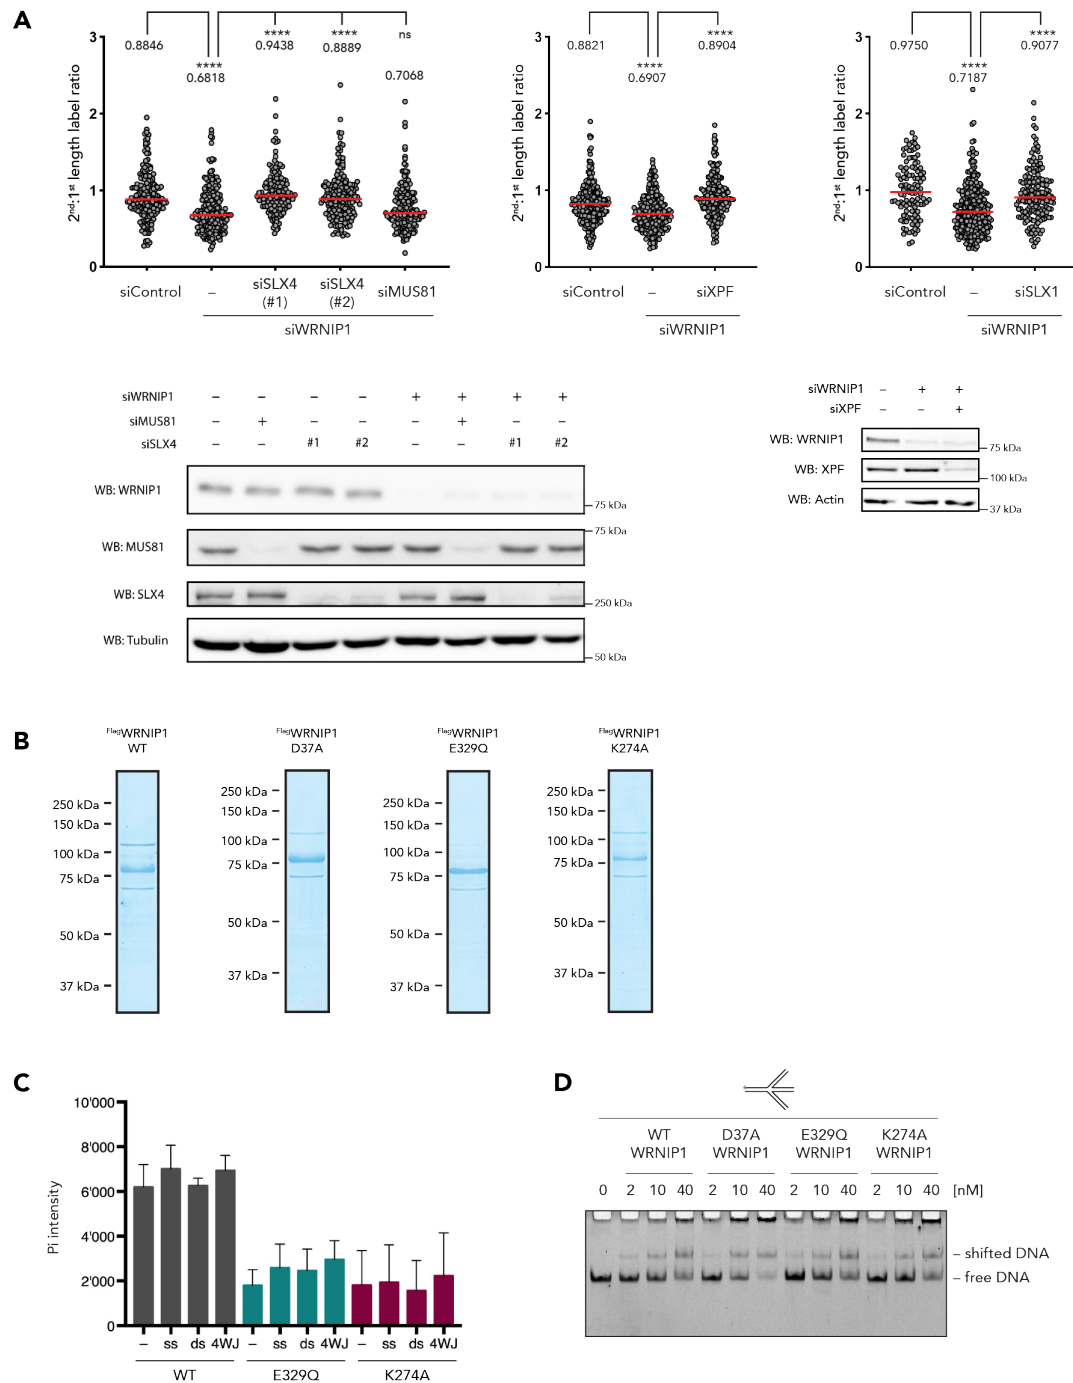 A
0.8846
****
0.6818
****
0.9438
****
0.8889
ns
0.7068
3
2
1
0
2nd:1st length label ratio
siControl
–
siSLX4
(#1)
siSLX4
(#2)
siMUS81
siWRNIP1
0.8821
****
0.6907
****
0.8904
3
2
1
0
2nd:1st length label ratio
siControl
–
siXPF
siWRNIP1
0.9750
****
0.7187
****
0.9077
3
2
1
0
2nd:1st length label ratio
siControl
–
siSLX1
siWRNIP1
siWRNIP1 – – – – + + + +
siMUS81 – + – – – + – –
siSLX4 – – #1 #2 – – #1 #2
WB: WRNIP1
75 kDa
WB: MUS81
75 kDa
WB: SLX4
250 kDa
WB: Tubulin
50 kDa
siWRNIP1 – + +
siXPF – – +
WB: WRNIP1
75 kDa
WB: XPF
100 kDa
WB: Actin
37 kDa
B
FlagWRNIP1
WT
250 kDa
150 kDa
100 kDa
75 kDa
50 kDa
37 kDa
FlagWRNIP1
D37A
250 kDa
150 kDa
100 kDa
75 kDa
50 kDa
37 kDa
FlagWRNIP1
E329Q
250 kDa
150 kDa
100 kDa
75 kDa
50 kDa
37 kDa
FlagWRNIP1
K274A
250 kDa
150 kDa
100 kDa
75 kDa
50 kDa
37 kDa
C
10'000
8'000
6'000
4'000
2'000
0
Pi intensity
– ss ds 4WJ – ss ds 4WJ – ss ds 4WJ
WT E329Q K274A
D
WT D37A E329Q K274A
WRNIP1 WRNIP1 WRNIP1 WRNIP1
0 2 10 40 2 10 40 2 10 40 2 10 40 [nM]
– shifted DNA
– free DNA